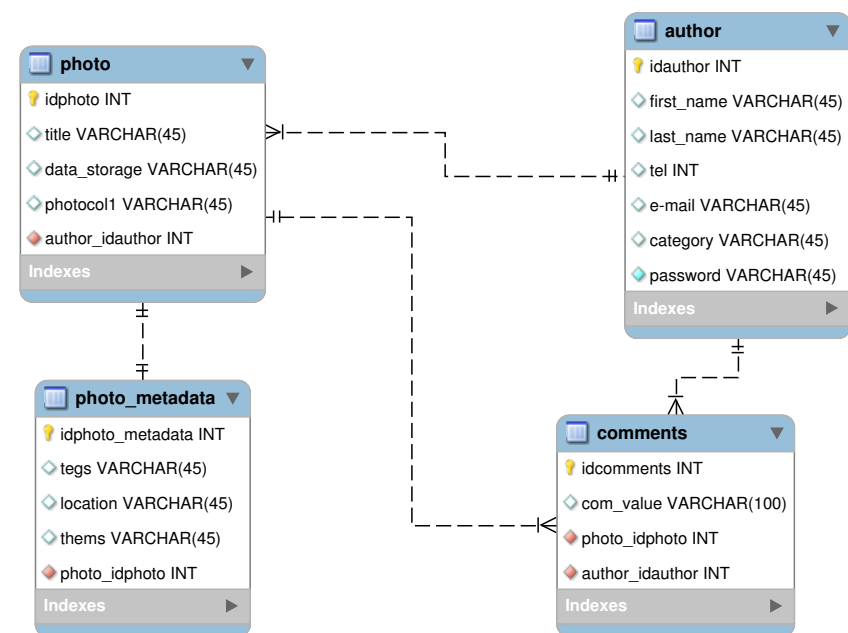 photo
idphoto INT
title VARCHAR(45)
data_storage VARCHAR(45)
photocol1 VARCHAR(45)
author_idauthor INT
Indexes
author
idauthor INT
first_name VARCHAR(45)
last_name VARCHAR(45)
tel INT
e-mail VARCHAR(45)
category VARCHAR(45)
password VARCHAR(45)
Indexes
photo_metadata
idphoto_metadata INT
tegs VARCHAR(45)
location VARCHAR(45)
thems VARCHAR(45)
photo_idphoto INT
Indexes
comments
idcomments INT
com_value VARCHAR(100)
photo_idphoto INT
author_idauthor INT
Indexes